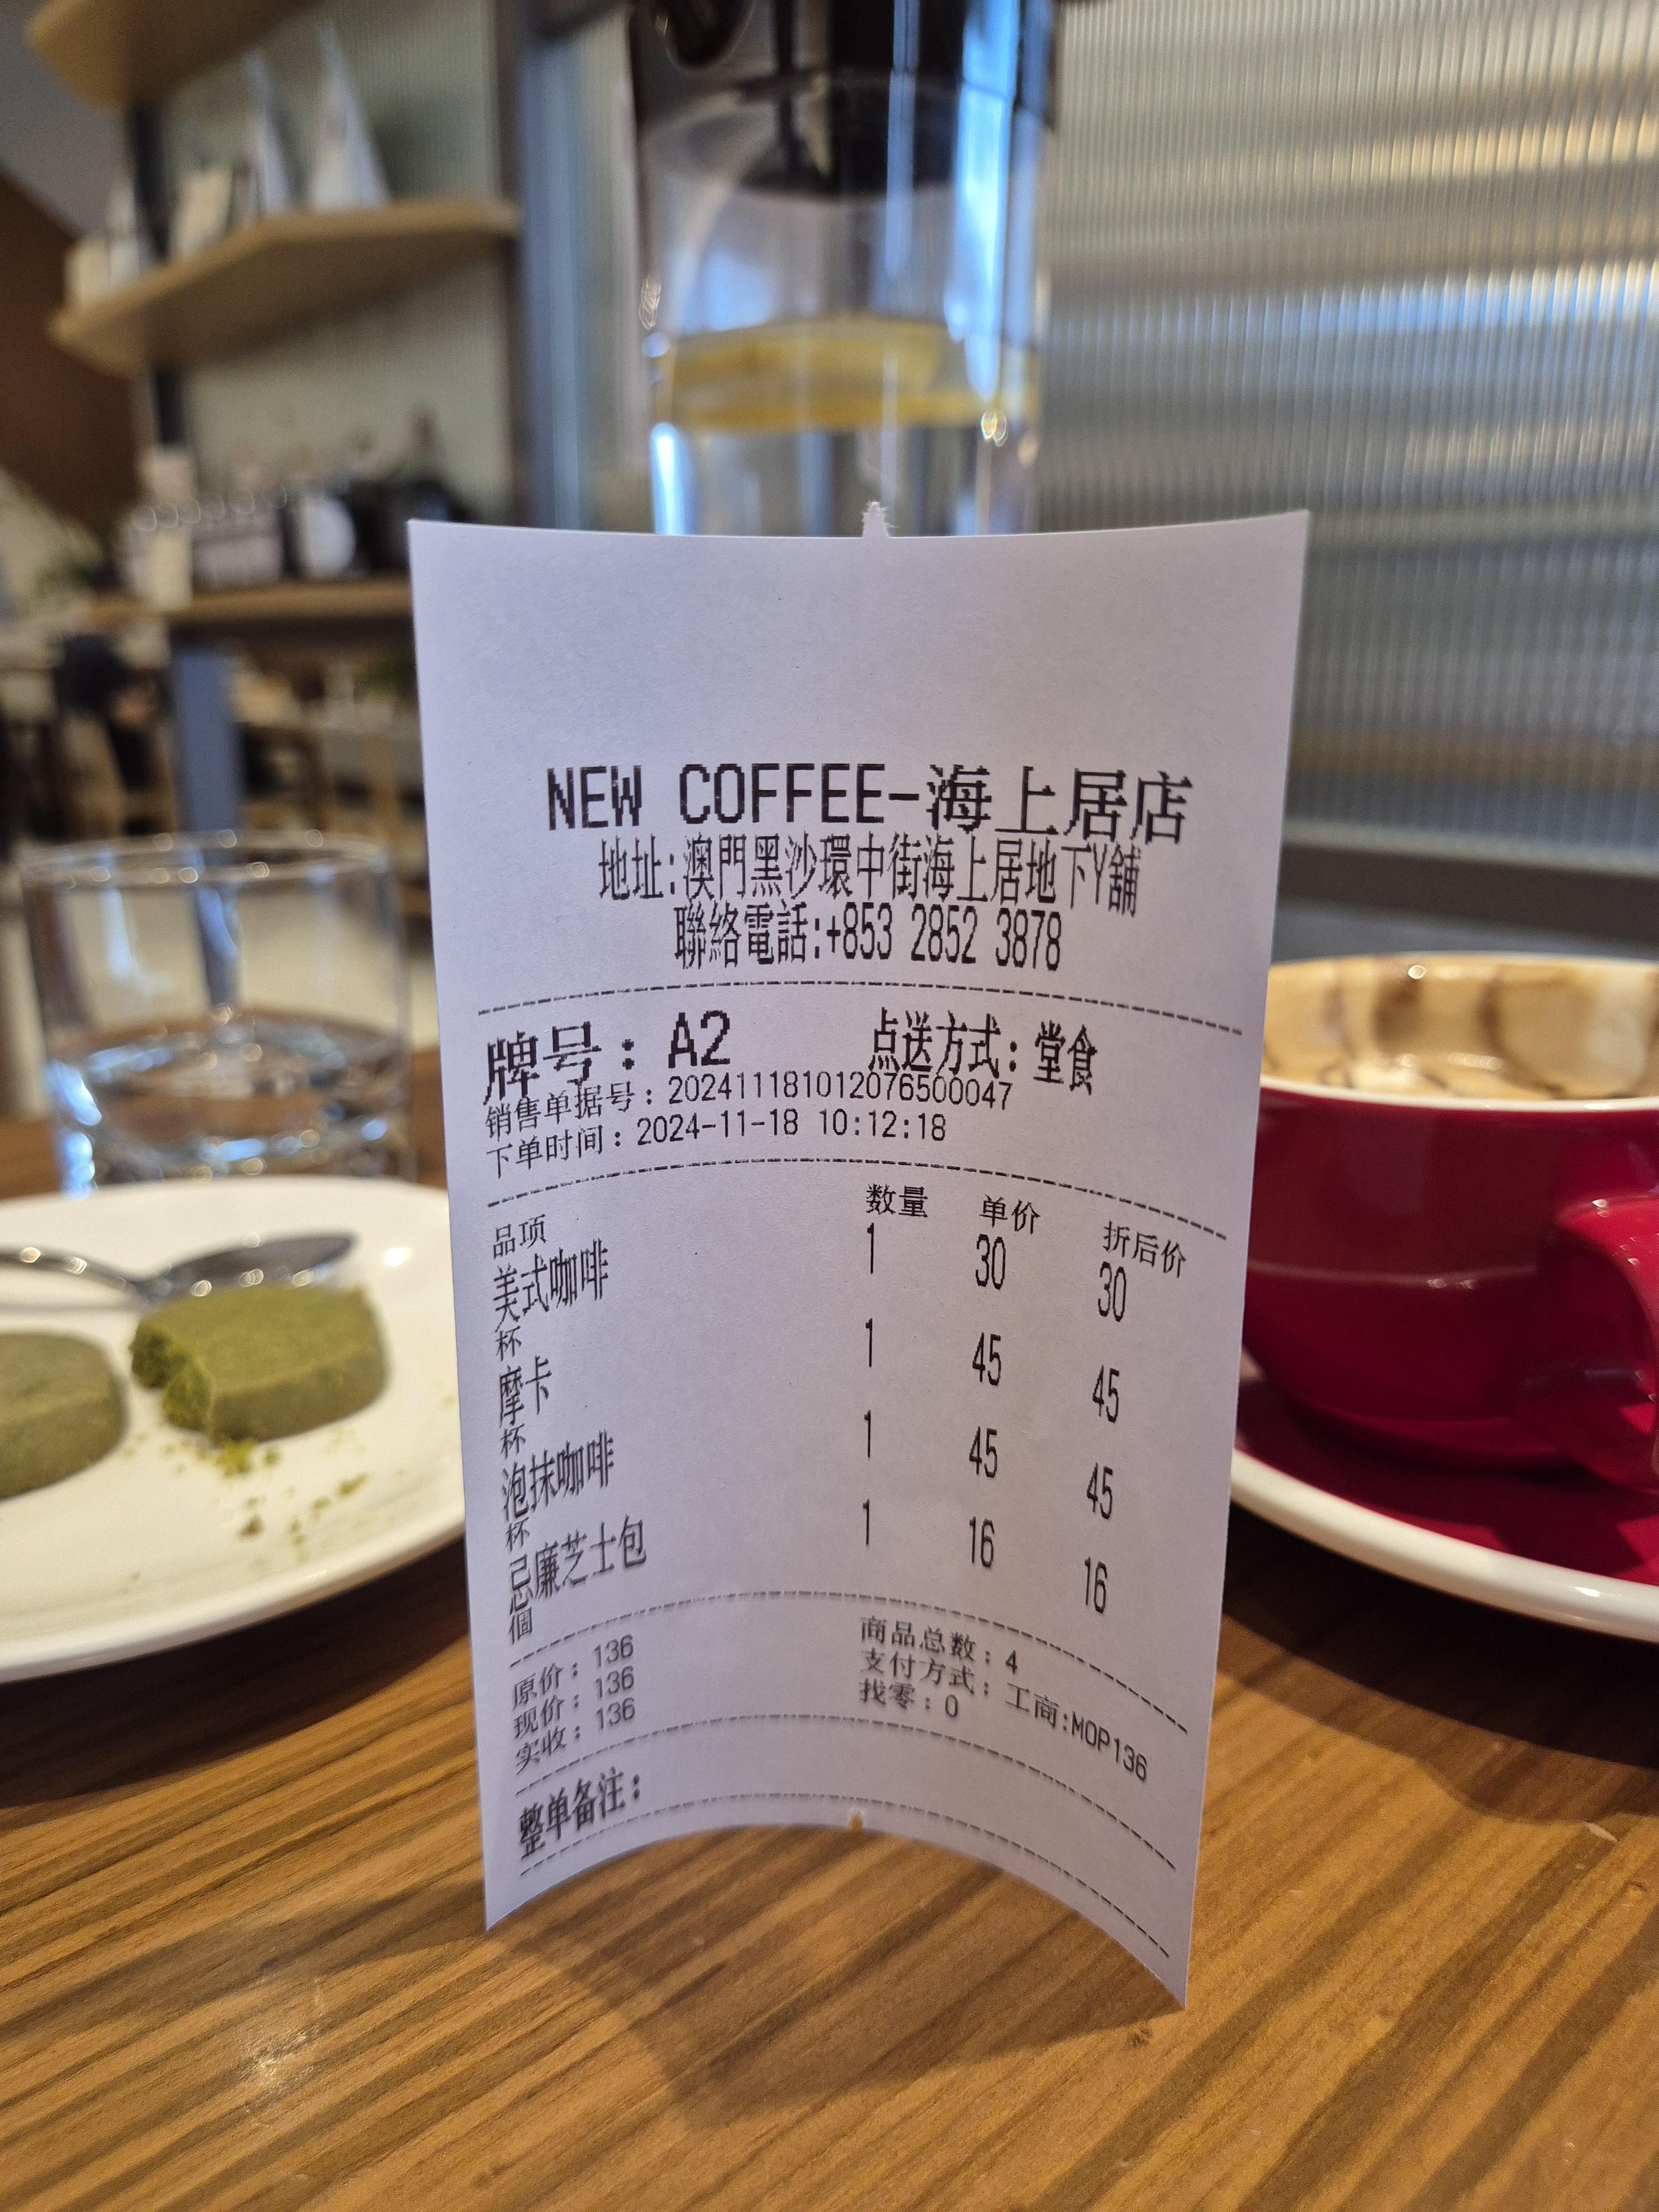 NEW COFFEE-海上居店
地址:澳門黑沙環中街海上居地下Y舖
聯絡電話:+853 2852 3878
牌号：A2 点送方式：堂食
销售单据号：20241118101207650047
下单时间：2024-11-18 10:12:18
品项 数量 单价 折后价
美式咖啡 1 30 30
杯
摩卡 1 45 45
杯
泡抹咖啡 1 45 45
杯
忌廉芝士包 1 16 16
個
原价：136 商品总数：4
现价：136 支付方式：工商:MOP136
实收：136 找零：0
整单备注：